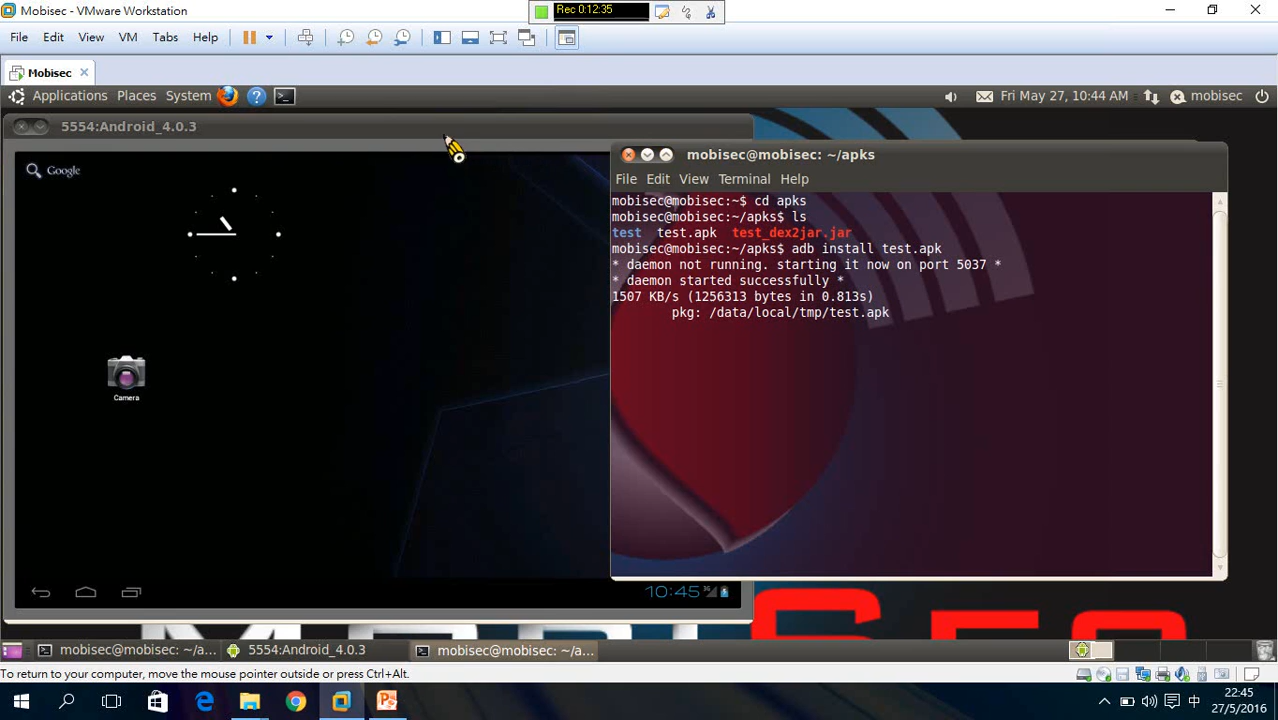 Mobisec - VMware Workstation
Rec 0:12:35
File Edit View VM Tabs Help
Mobisec
Applications Places System
Fri May 27, 10:44 AM
mobisec
5554:Android_4.0.3
Google
Camera
10:45
mobisec@mobisec: ~/apks
File Edit View Terminal Help
mobisec@mobisec:~$ cd apks
mobisec@mobisec:~/apks$ ls
test test.apk test_dex2jar.jar
mobisec@mobisec:~/apks$ adb install test.apk
* daemon not running. starting it now on port 5037 *
* daemon started successfully *
1507 KB/s (1256313 bytes in 0.813s)
pkg: /data/local/tmp/test.apk
mobisec@mobisec: ~/a... 5554:Android_4.0.3 mobisec@mobisec: ~/a...
To return to your computer, move the mouse pointer outside or press Ctrl+Alt.
中
22.45
27/5/2016